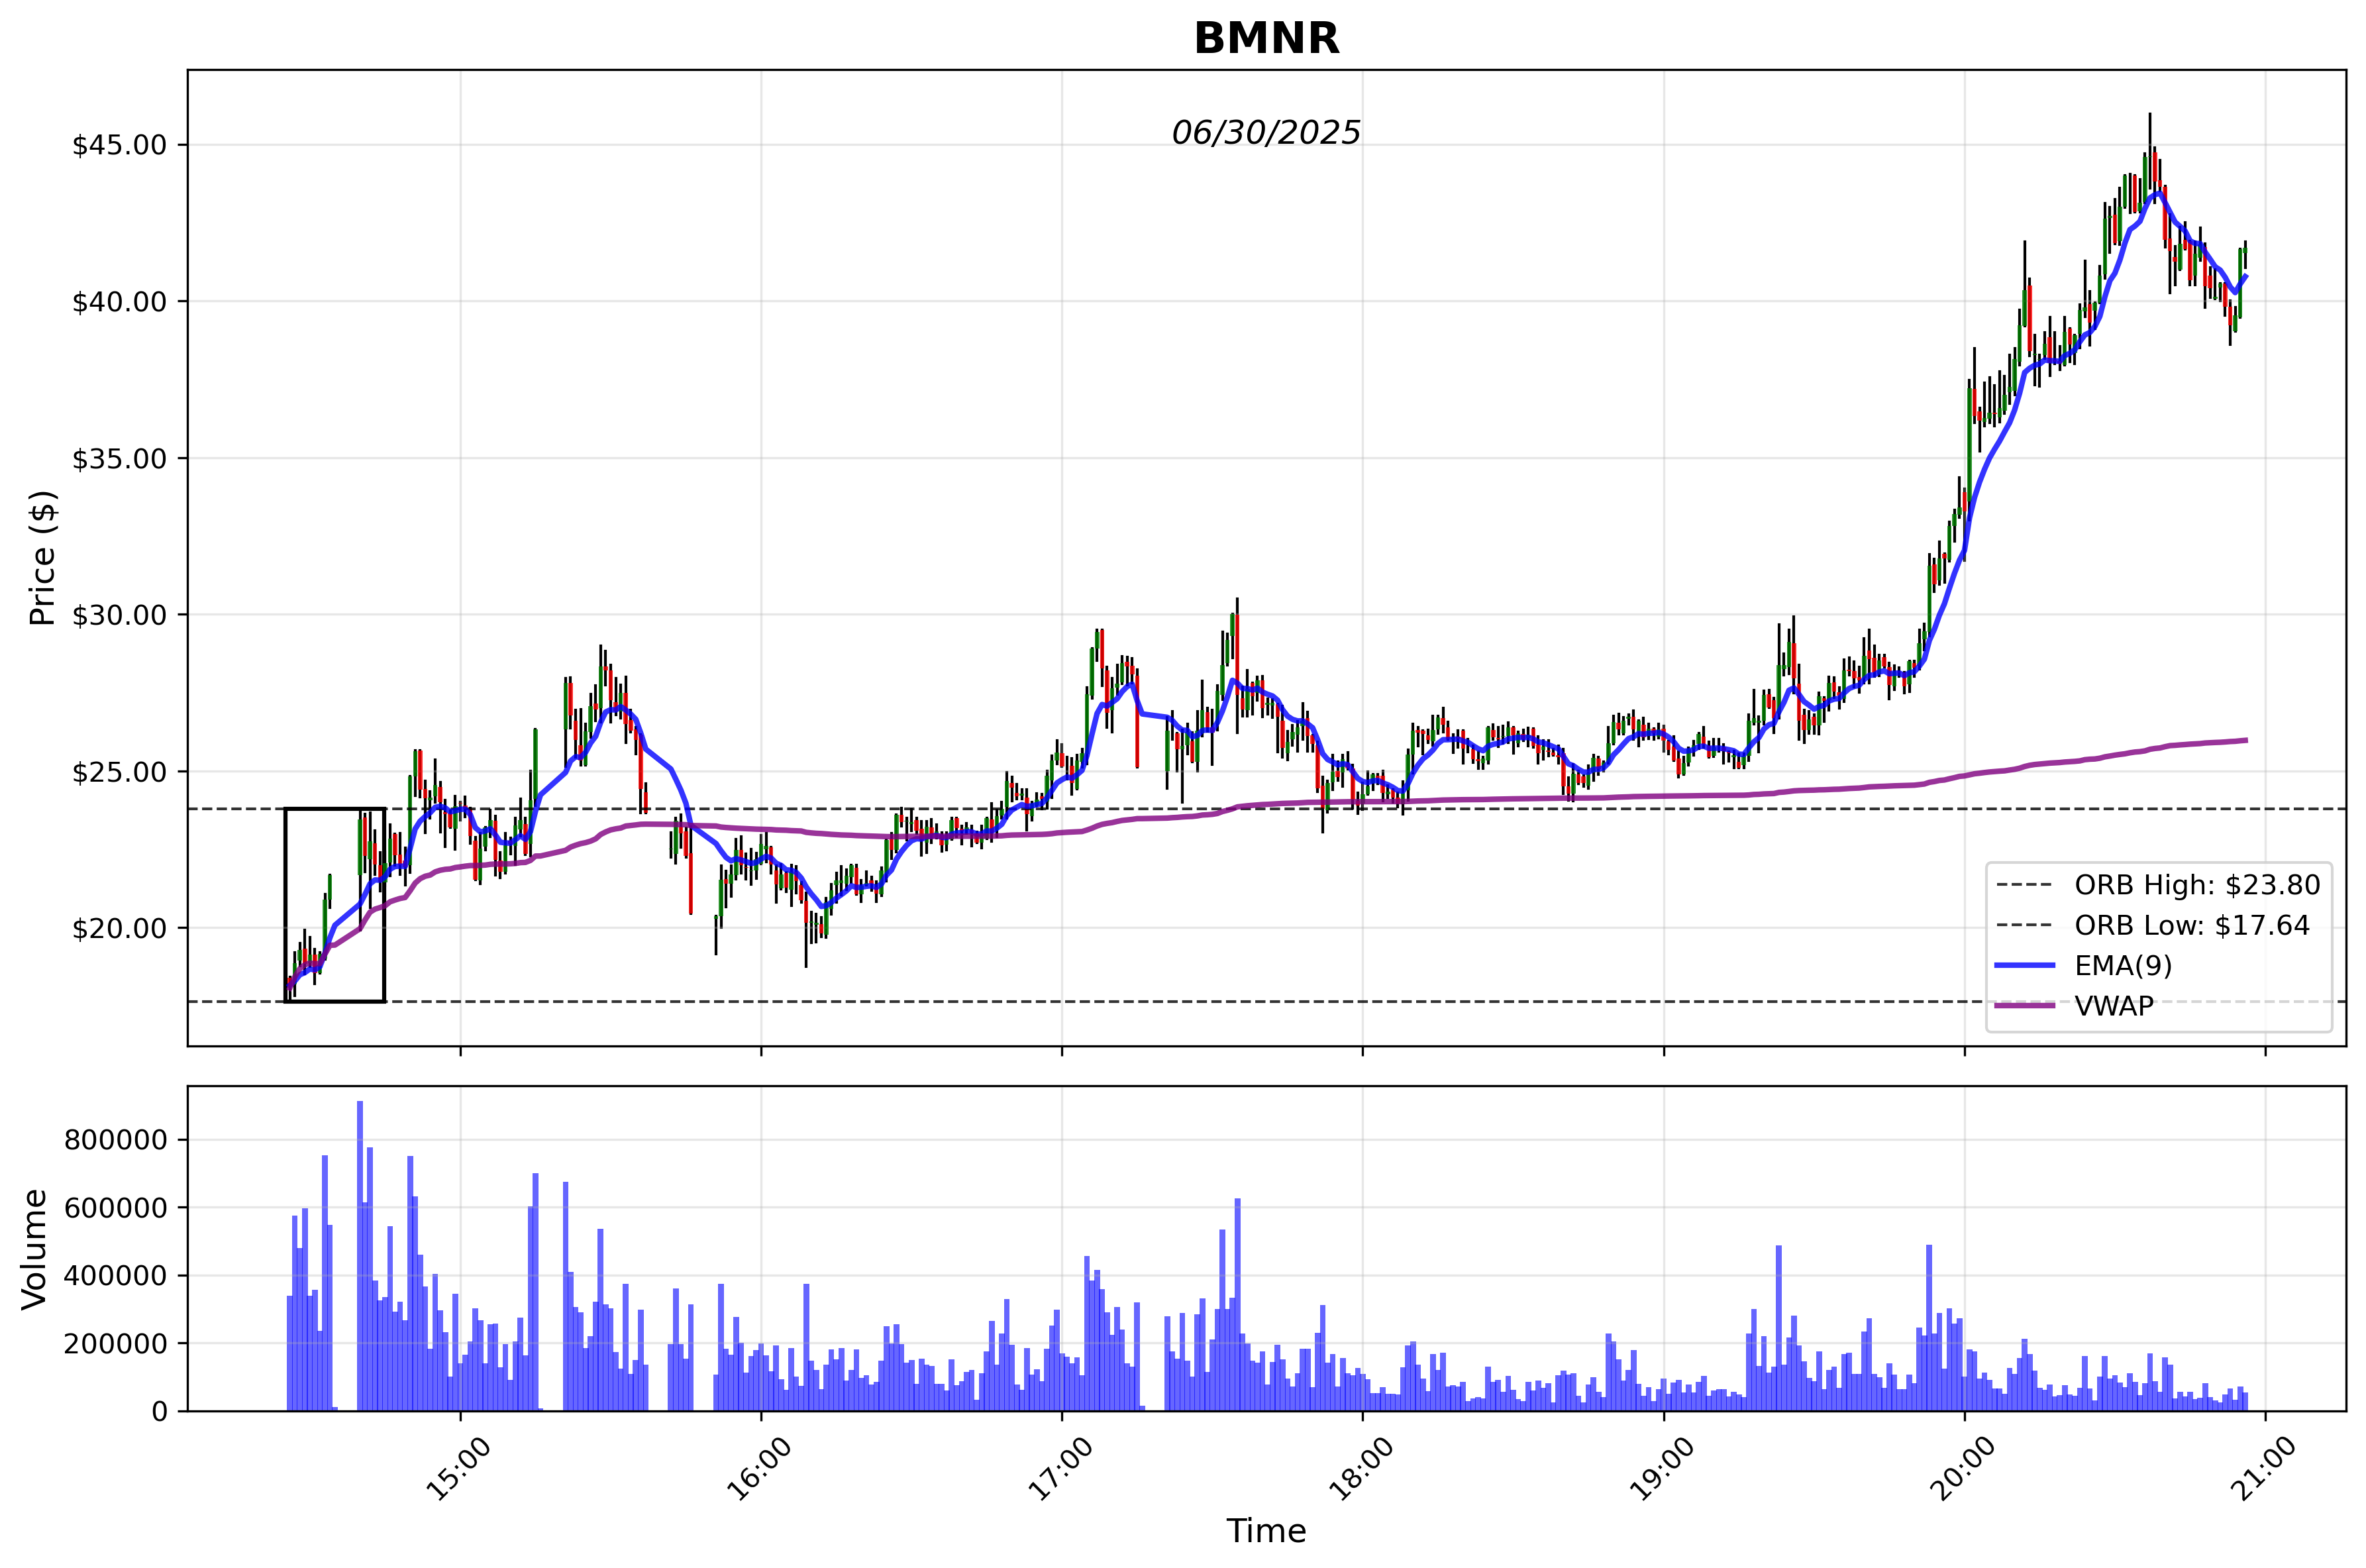 BMNR
06/30/2025
$45.00
$40.00
$35.00
$30.00
$25.00
$20.00
Price ($)
ORB High: $23.80
ORB Low: $17.64
EMA(9)
VWAP
800000
600000
400000
200000
0
Volume
15:00
16:00
17:00
18:00
19:00
20:00
21:00
Time